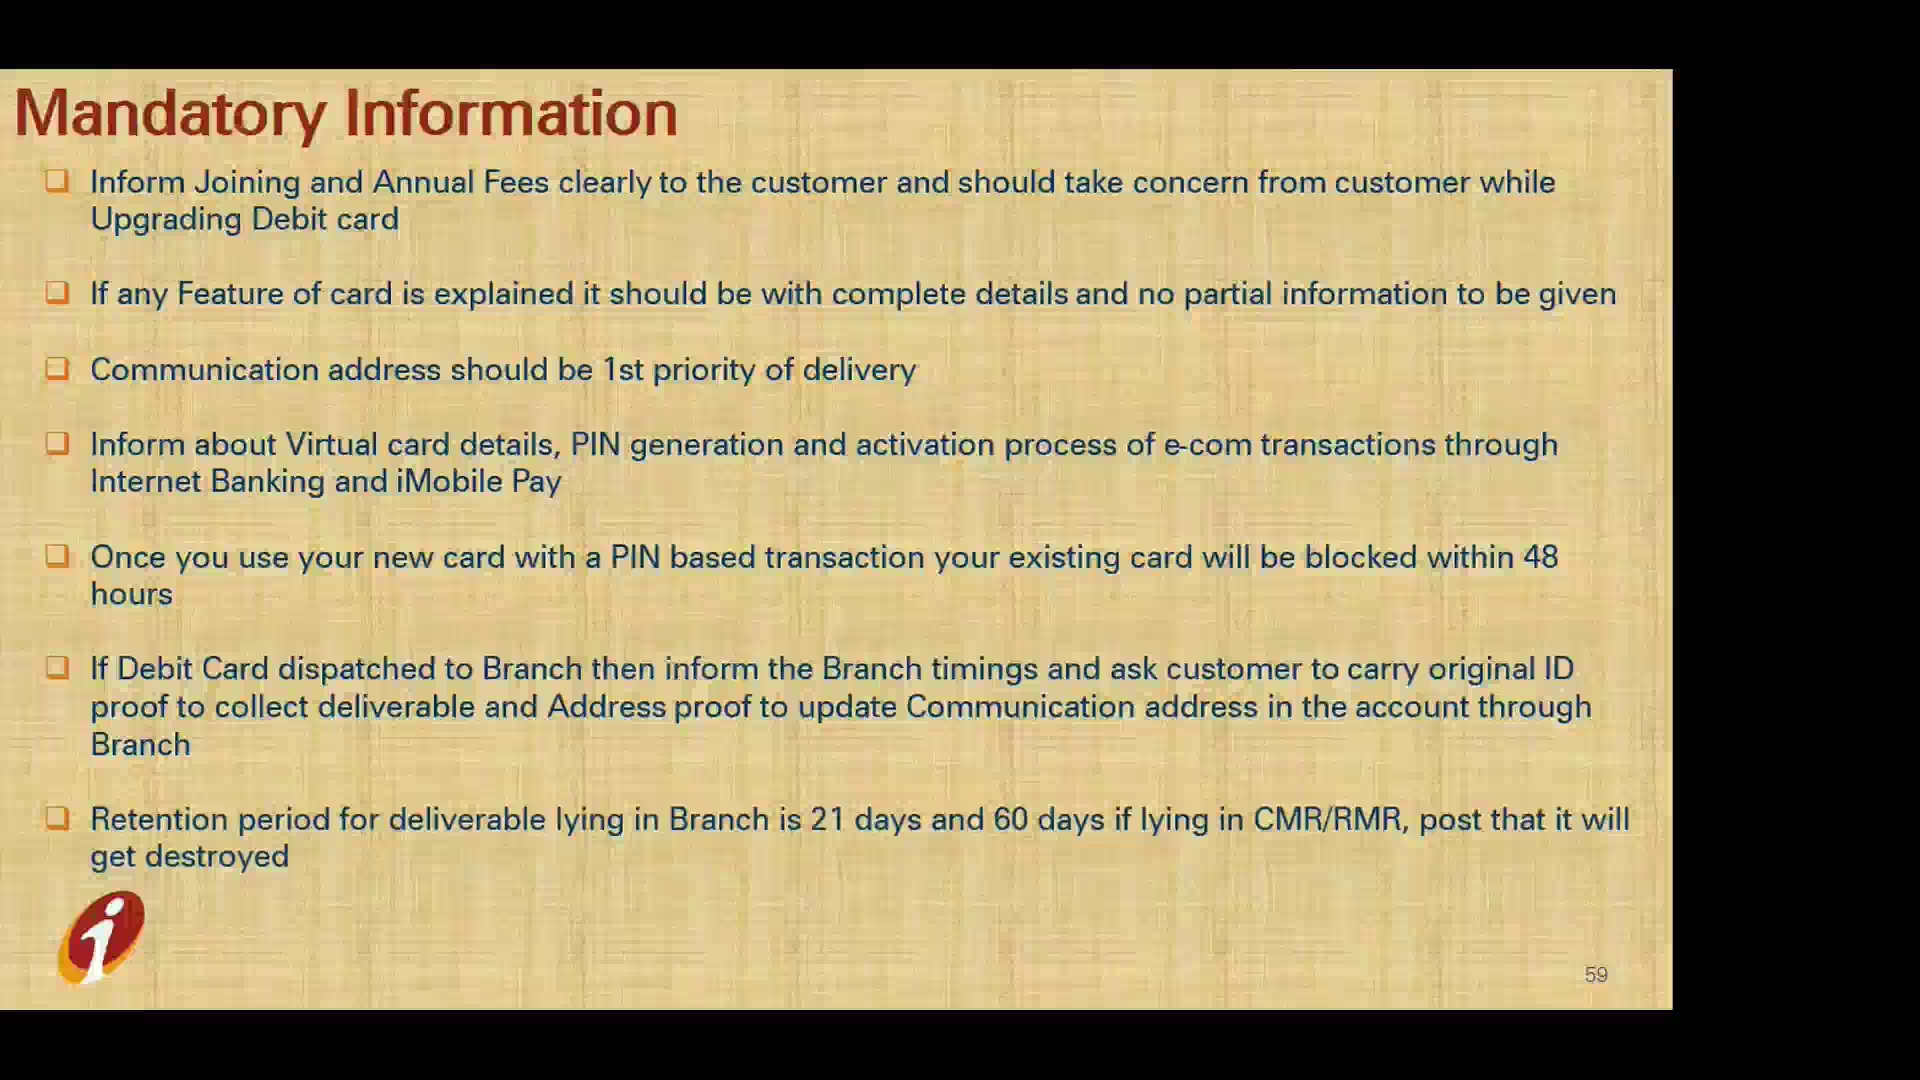 Mandatory Information
Inform Joining and Annual Fees clearly to the customer and should take concern from customer while
Upgrading Debit card
If any Feature of card is explained it should be with complete details and no partial information to be given
Communication address should be 1st priority of delivery
Inform about Virtual card details, PIN generation and activation process of e-com transactions through
Internet Banking and iMobile Pay
Once you use your new card with a PIN based transaction your existing card will be blocked within 48
hours
If Debit Card dispatched to Branch then inform the Branch timings and ask customer to carry original ID
proof to collect deliverable and Address proof to update Communication address in the account through
Branch
Retention period for deliverable lying in Branch is 21 days and 60 days if lying in CMR/RMR, post that it will
get destroyed
i
59